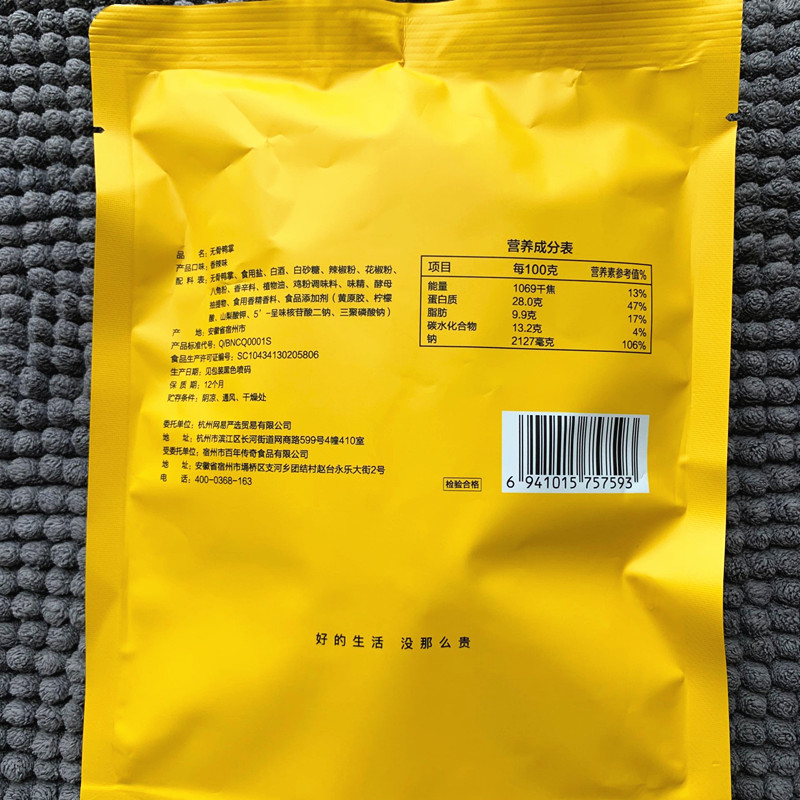 品 名：无骨鸭掌
产品口味：香辣味
配 料 表：无骨鸭掌、食用盐、白酒、白砂糖、辣椒粉、花椒粉、
八角粉、香辛料、植物油、鸡粉调味料、味精、酵母
抽提物、食用香精香料、食品添加剂（黄原胶、柠檬
酸、山梨酸钾、5'-呈味核苷酸二钠、三聚磷酸钠）
产 地：安徽省宿州市
产品标准代号：Q/BNCQ0001S
食品生产许可证编号：SC10434130205806
生产日期：见包装黑色喷码
保 质 期：12个月
贮存条件：阴凉、通风、干燥处
委托单位：杭州网易严选贸易有限公司
地 址：杭州市滨江区长河街道网商路599号4幢410室
受委托单位：宿州市百年传奇食品有限公司
地 址：安徽省宿州市埇桥区支河乡团结村赵台永乐大街2号
电 话：400-0368-163
营养成分表
项目 每100克 营养素参考值%
能量 1069千焦 13%
蛋白质 28.0克 47%
脂肪 9.9克 17%
碳水化合物 13.2克 4%
钠 2127毫克 106%
检验合格
6 941015 757593
好的生活 没那么贵